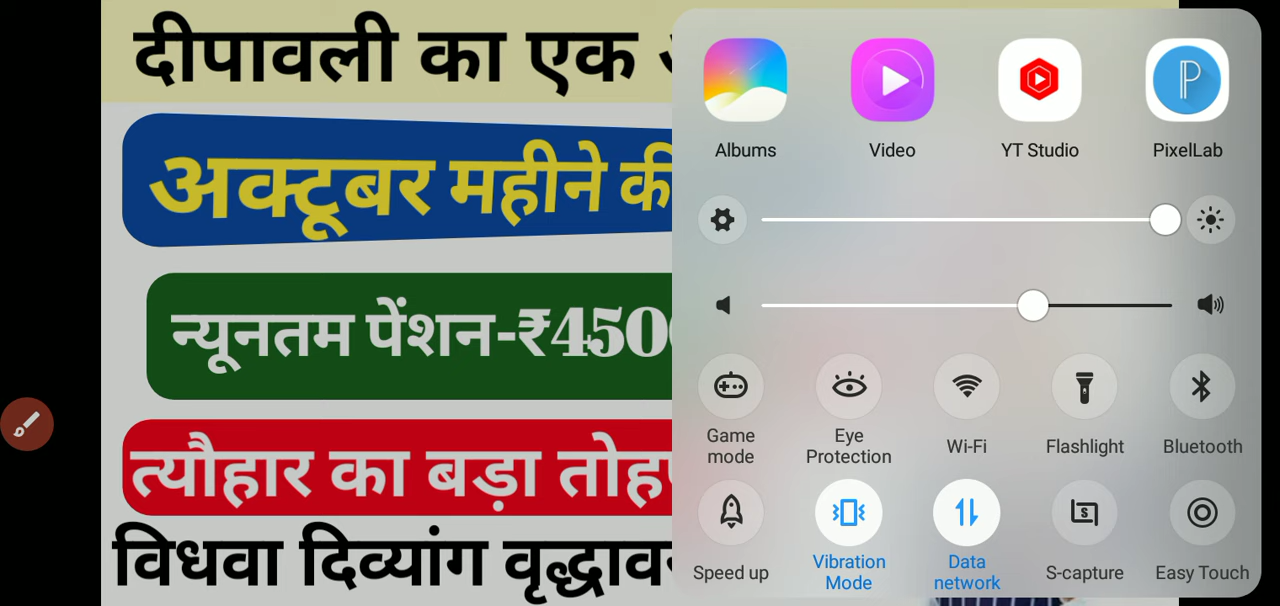 दीपावली का एक
अक्टूबर महीने की
न्यूनतम पेंशन-₹450
त्यौहार का बड़ा
विधवा दिव्यांग
Albums Video YT Studio PixelLab
Game mode
Eye Protection
Wi-Fi
Flashlight
Bluetooth
Speed up
Vibration Mode
Data network
S-capture
Easy Touch